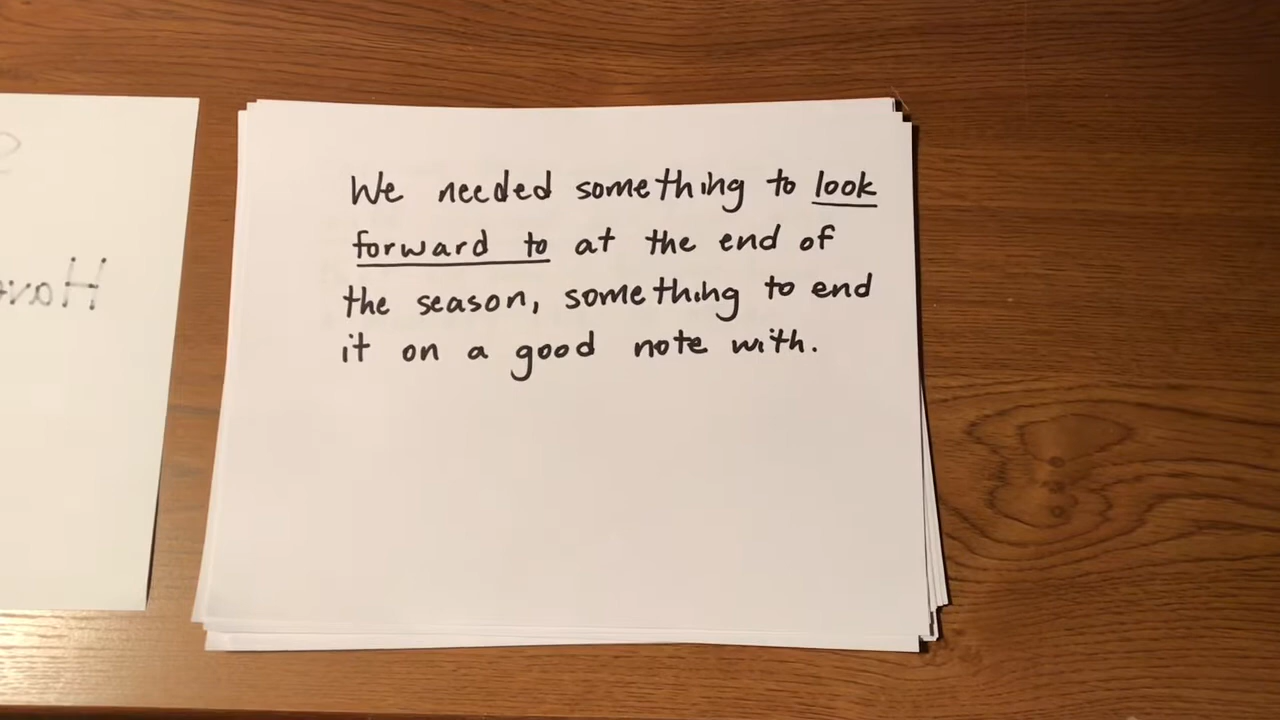 We needed something to look
forward to at the end of
the season, something to end
it on a good note with.